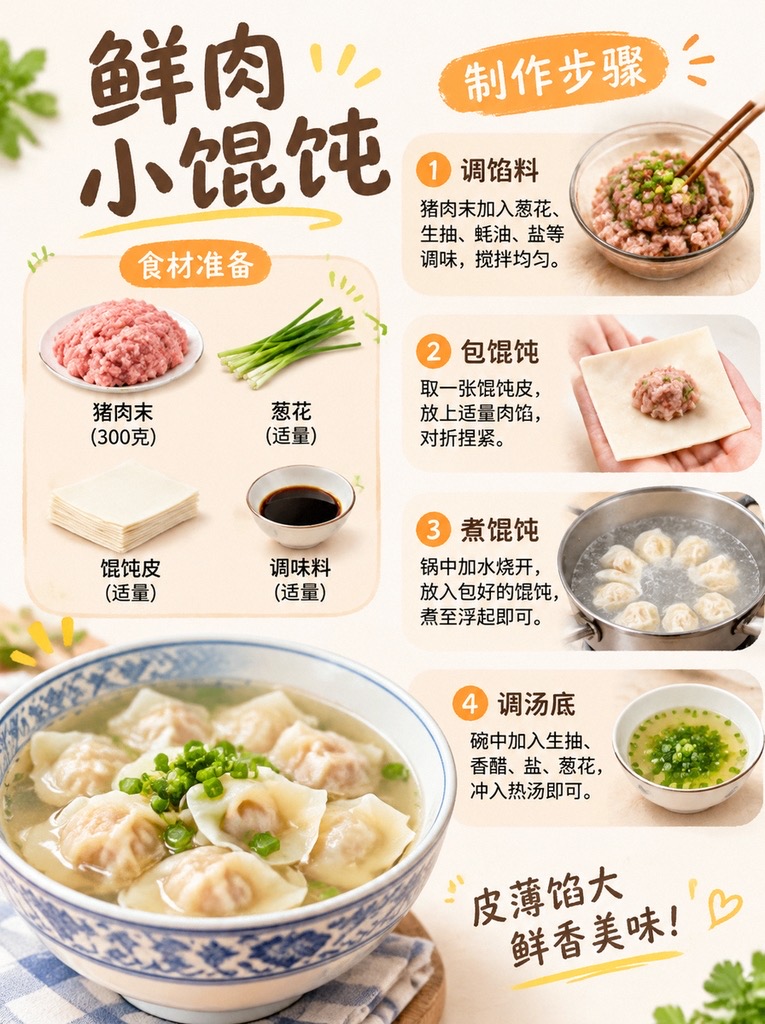 鲜肉
小馄饨
食材准备
猪肉末
(300克)
葱花
(适量)
馄饨皮
(适量)
调味料
(适量)
制作步骤
1 调馅料
猪肉末加入葱花、
生抽、蚝油、盐等
调味，搅拌均匀。
2 包馄饨
取一张馄饨皮，
放上适量肉馅，
对折捏紧。
3 煮馄饨
锅中加水烧开，
放入包好的馄饨，
煮至浮起即可。
4 调汤底
碗中加入生抽、
香醋、盐、葱花，
冲入热汤即可。
皮薄馅大
鲜香美味！